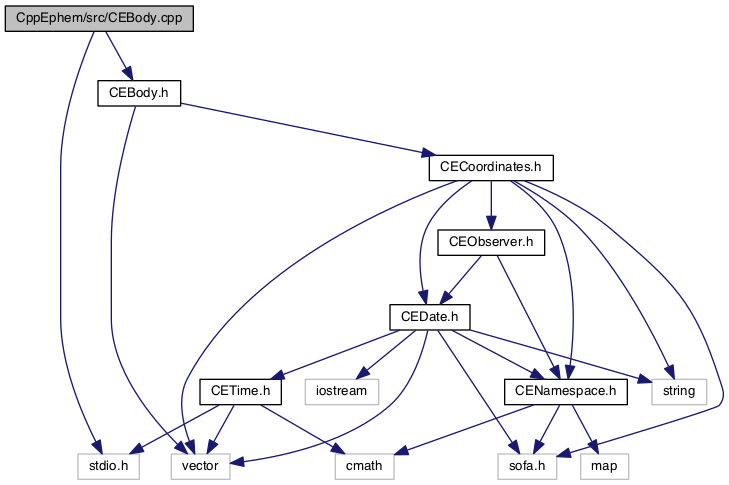 CppEphem/src/CEBody.cpp
CEBody.h
CECoordinates.h
CEObserver.h
CEDate.h
CETime.h
iostream
CENamespace.h
string
stdio.h
vector
cmath
sofa.h
map